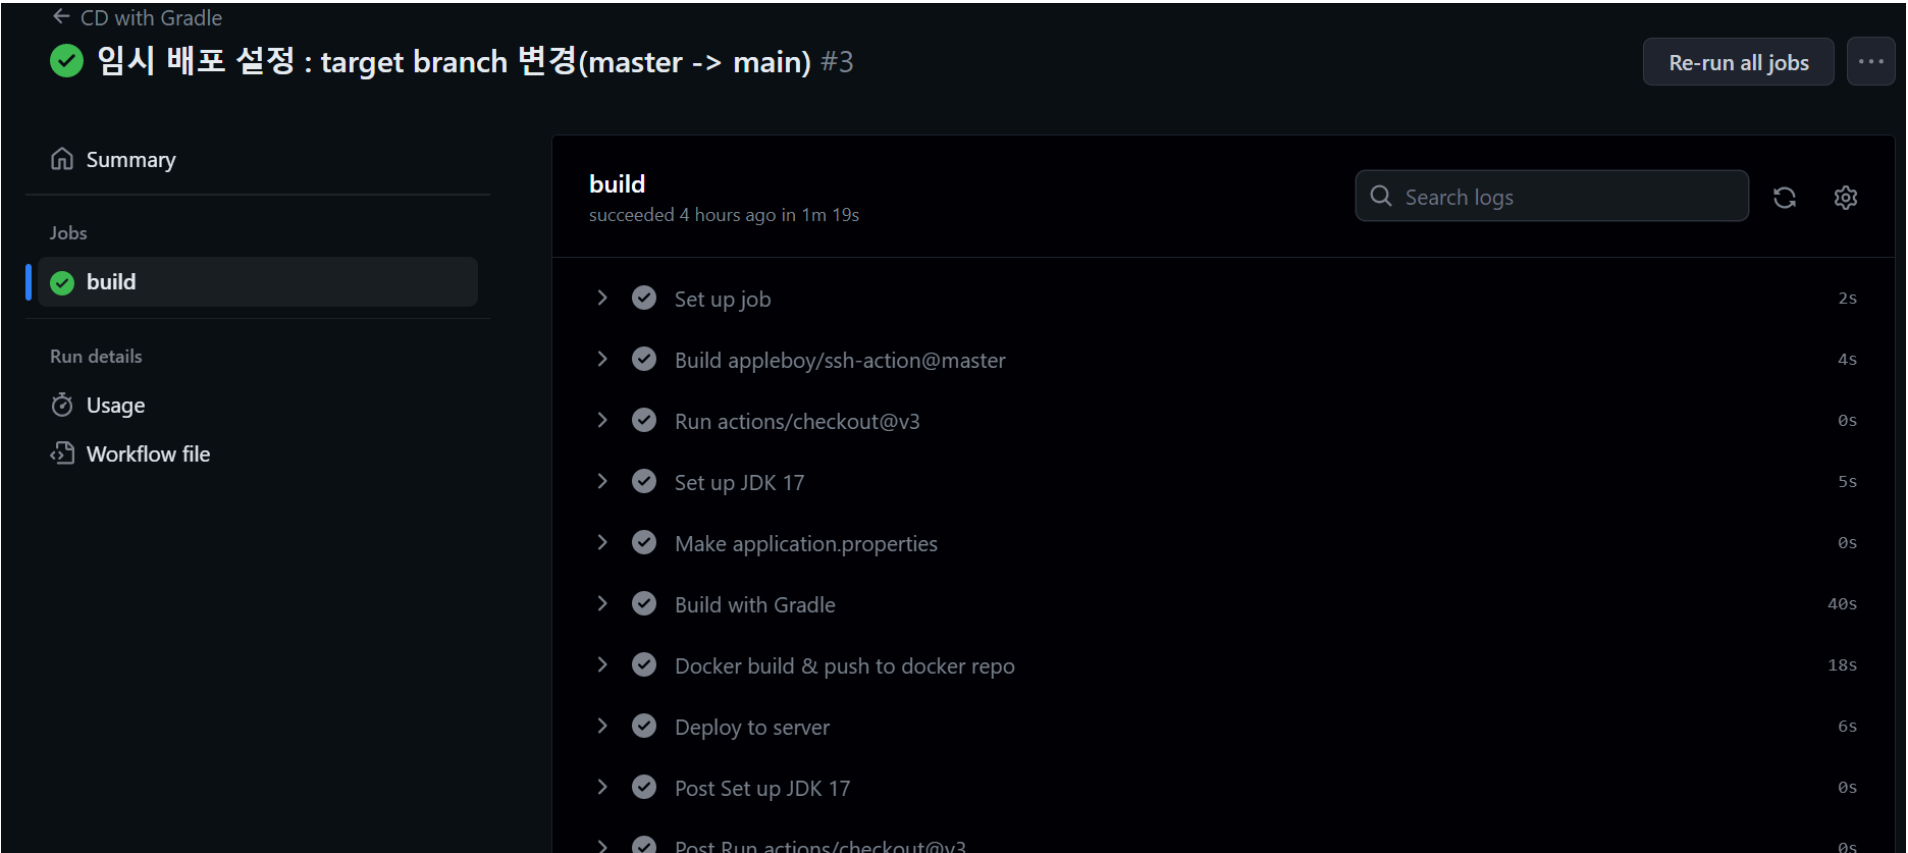 CD with Gradle
임시 배포 설정 : target branch 변경(master -> main) #3
Re-run all jobs
Summary
Jobs
build
Run details
Usage
Workflow file
build
succeeded 4 hours ago in 1m 19s
Search logs
Set up job 2s
Build appleboy/ssh-action@master 4s
Run actions/checkout@v3 0s
Set up JDK 17 5s
Make application.properties 0s
Build with Gradle 40s
Docker build & push to docker repo 18s
Deploy to server 6s
Post Set up JDK 17 0s
Post Run actions/checkout@v3 0s